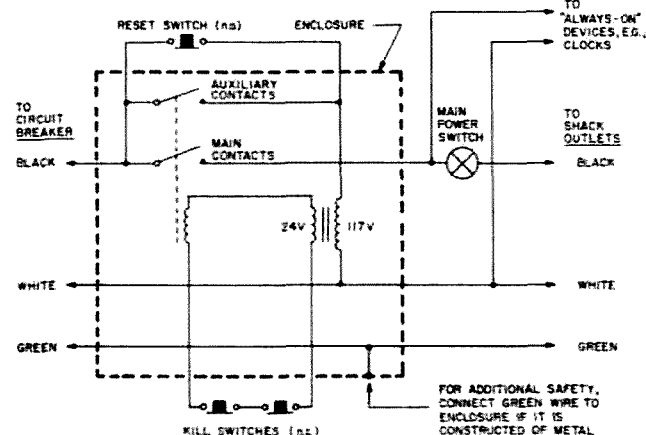 RESET SWITCH (n.o.)
ENCLOSURE
TO
"ALWAYS-ON"
DEVICES, E.G.,
CLOCKS
AUXILIARY
CONTACTS
TO
CIRCUIT
BREAKER
MAIN
POWER
SWITCH
TO
SHACK
OUTLETS
BLACK
MAIN
CONTACTS
BLACK
24V
117V
WHITE
WHITE
GREEN
GREEN
FOR ADDITIONAL SAFETY,
CONNECT GREEN WIRE TO
ENCLOSURE IF IT IS
CONSTRUCTED OF METAL
KILL SWITCHES (n.c.)